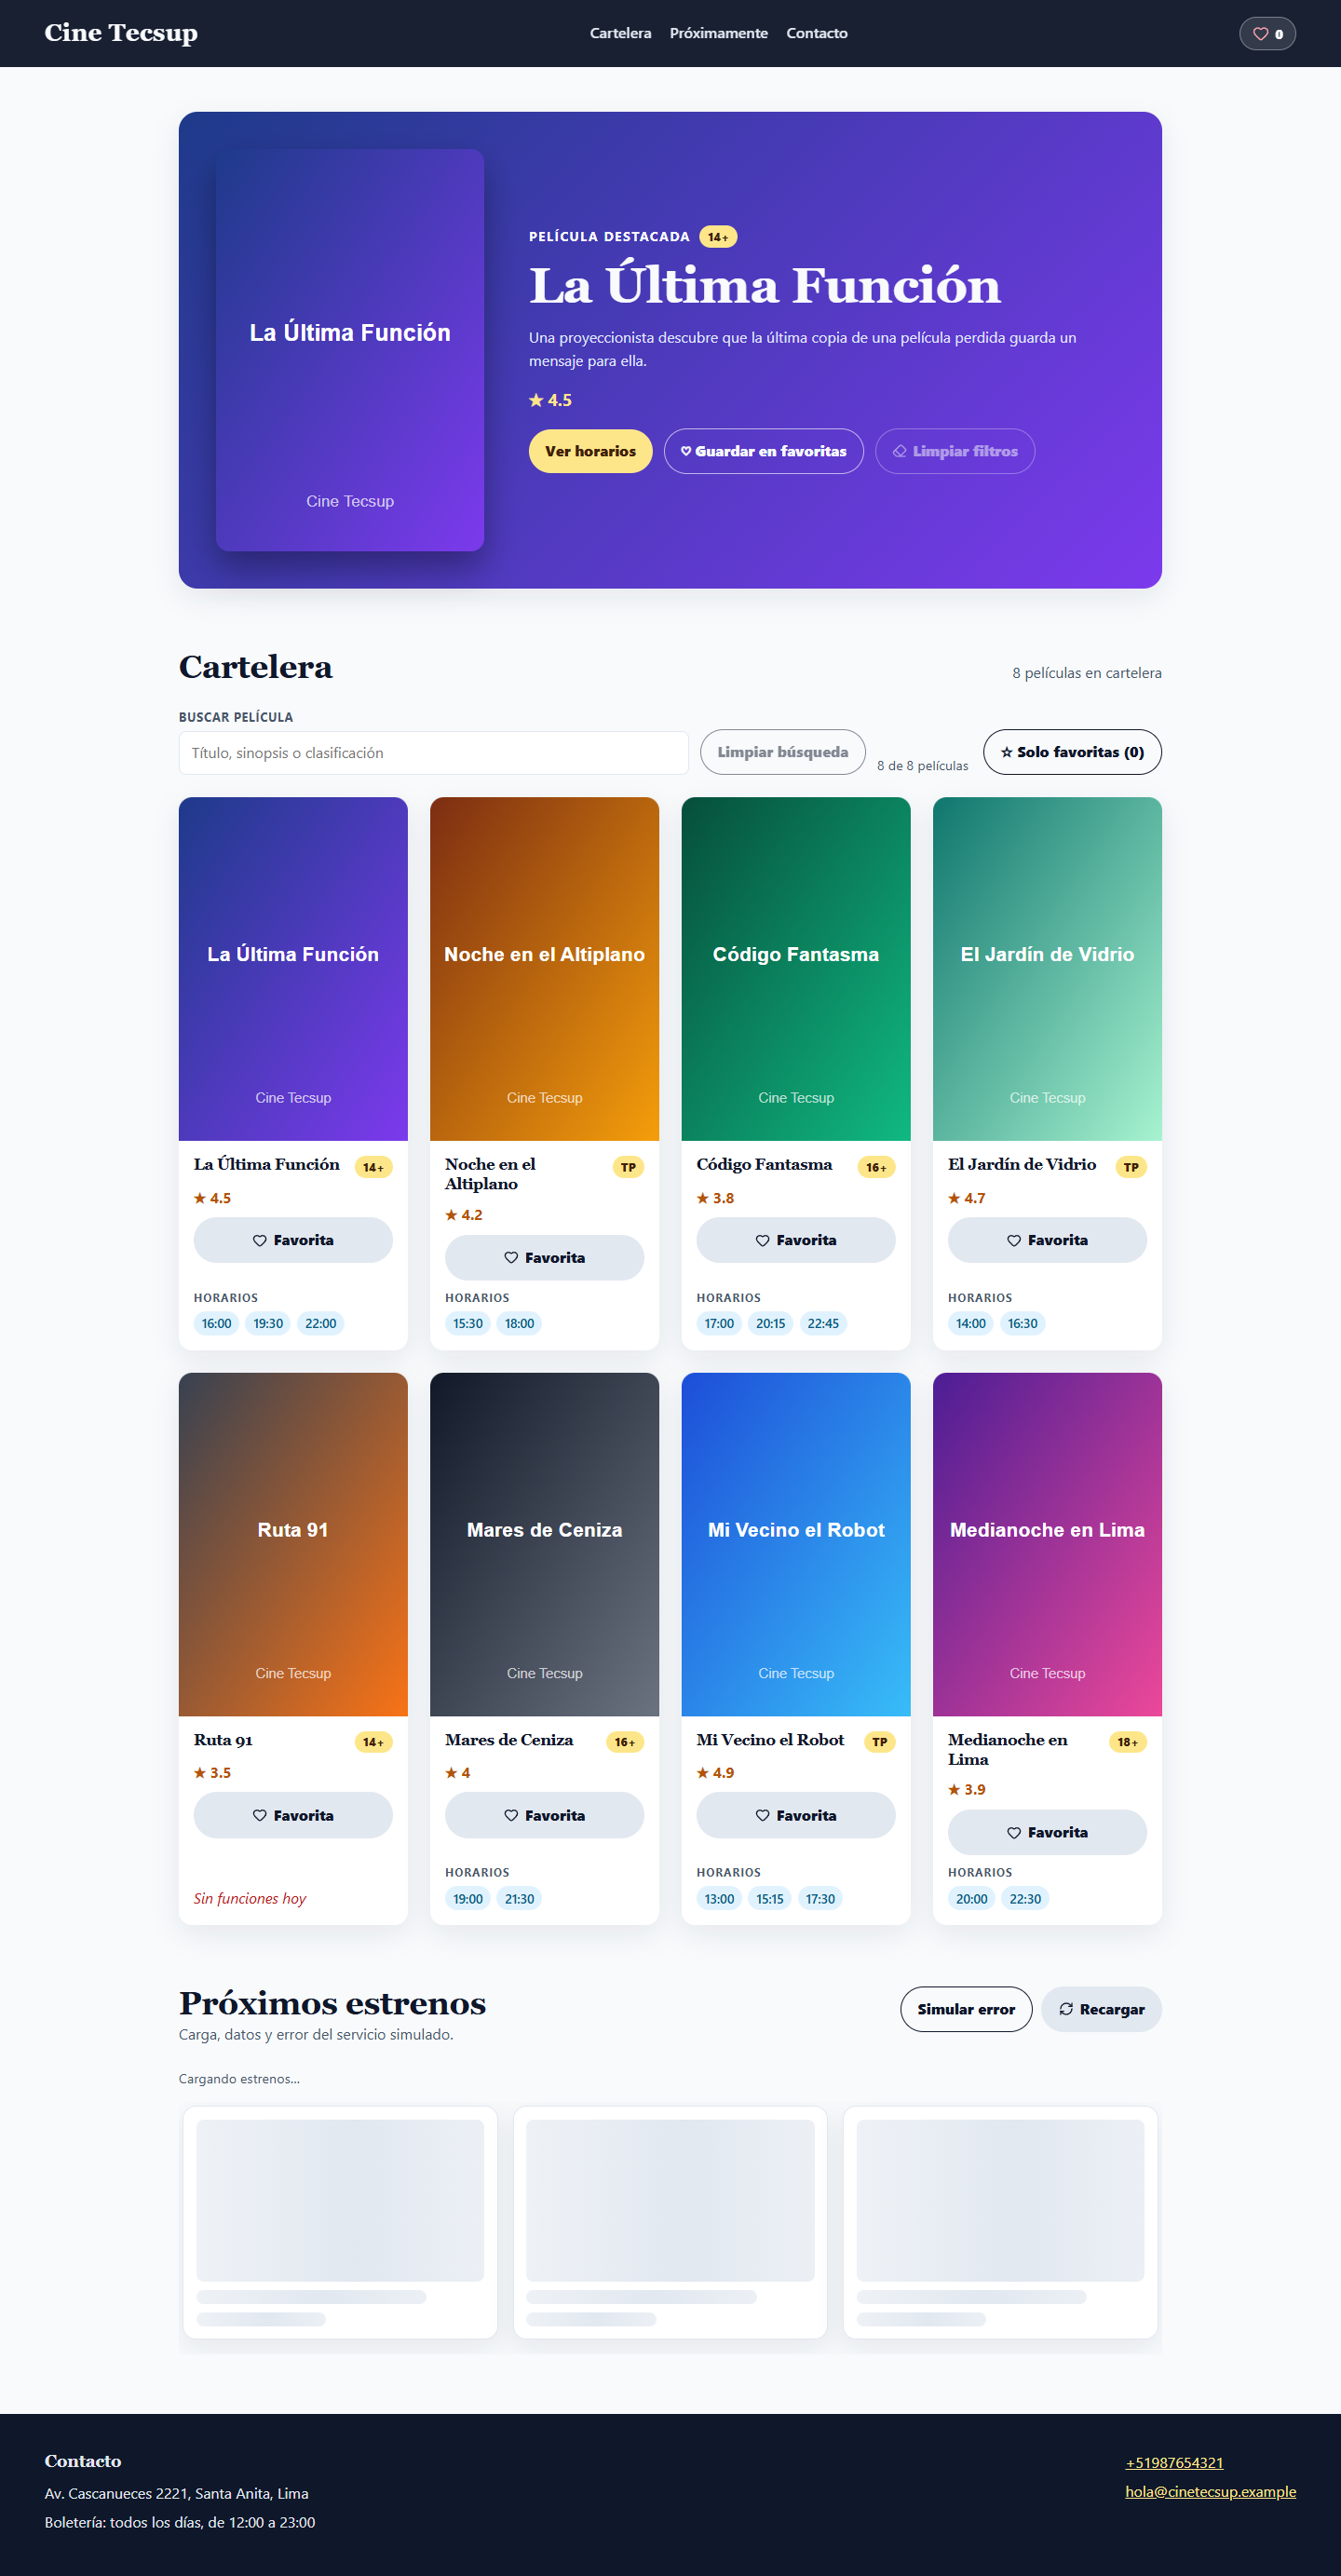 Cine Tecsup
Cartelera Próximamente Contacto
0
La Última Función
Cine Tecsup
PELÍCULA DESTACADA 14+
La Última Función
Una proyeccionista descubre que la última copia de una película perdida guarda un
mensaje para ella.
★ 4.5
Ver horarios
♡ Guardar en favoritas
Limpiar filtros
Cartelera
8 películas en cartelera
BUSCAR PELÍCULA
Título, sinopsis o clasificación
Limpiar búsqueda
8 de 8 películas
☆ Solo favoritas (0)
La Última Función
Cine Tecsup
La Última Función 14+
★ 4.5
Favorita
HORARIOS
16:00 19:30 22:00
Noche en el Altiplano
Cine Tecsup
Noche en el
Altiplano
TP
★ 4.2
Favorita
HORARIOS
15:30 18:00
Código Fantasma
Cine Tecsup
Código Fantasma 16+
★ 3.8
Favorita
HORARIOS
17:00 20:15 22:45
El Jardín de Vidrio
Cine Tecsup
El Jardín de Vidrio TP
★ 4.7
Favorita
HORARIOS
14:00 16:30
Ruta 91
Cine Tecsup
Ruta 91 14+
★ 3.5
Favorita
Sin funciones hoy
Mares de Ceniza
Cine Tecsup
Mares de Ceniza 16+
★ 4
Favorita
HORARIOS
19:00 21:30
Mi Vecino el Robot
Cine Tecsup
Mi Vecino el Robot TP
★ 4.9
Favorita
HORARIOS
13:00 15:15 17:30
Medianoche en Lima
Cine Tecsup
Medianoche en
Lima
18+
★ 3.9
Favorita
HORARIOS
20:00 22:30
Próximos estrenos
Carga, datos y error del servicio simulado.
Simular error
Recargar
Cargando estrenos...
Contacto
Av. Cascanueces 2221, Santa Anita, Lima
Boletería: todos los días, de 12:00 a 23:00
+51987654321
hola@cinetecsup.example